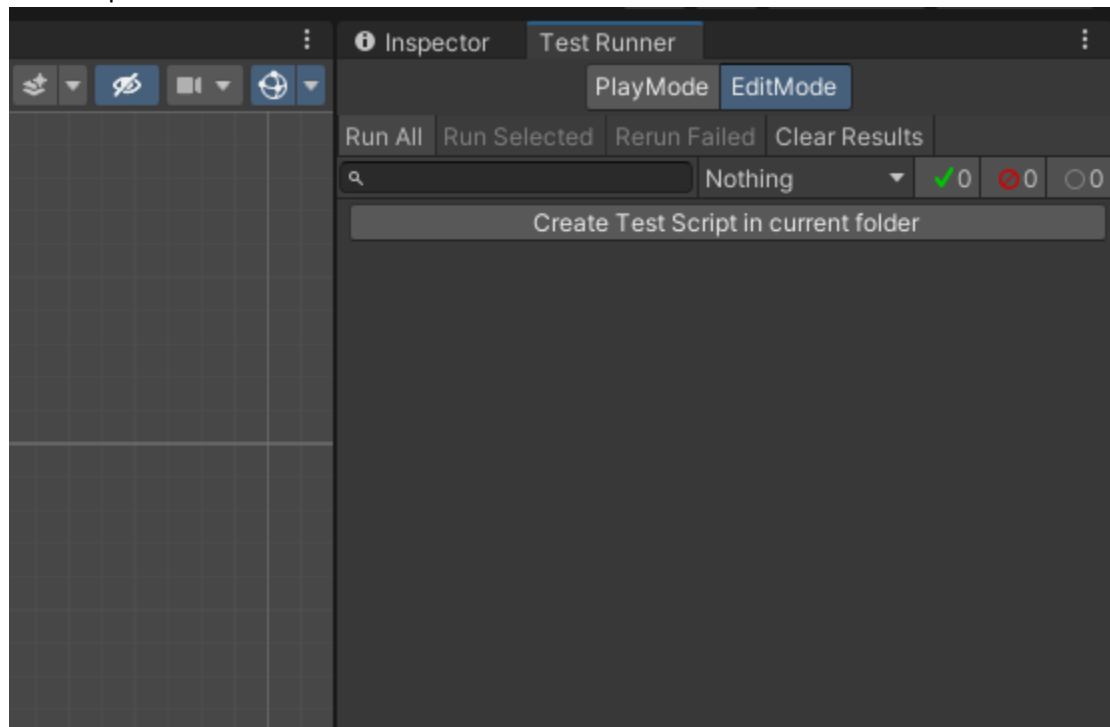 Inspector Test Runner
PlayMode EditMode
Run All Run Selected Rerun Failed Clear Results
Nothing 0 0 0
Create Test Script in current folder